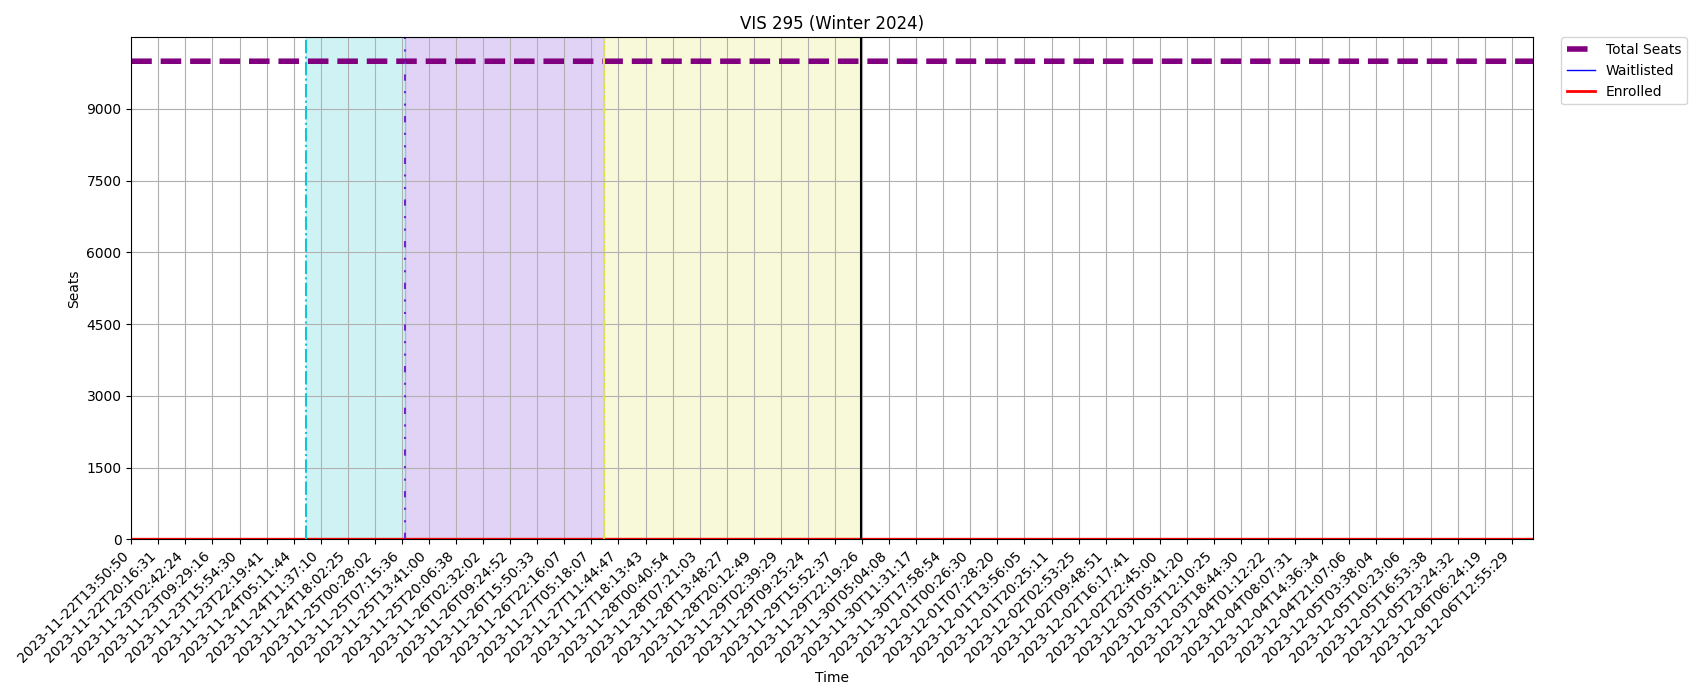 VIS 295 (Winter 2024)
Total Seats
Waitlisted
Enrolled
9000
7500
6000
4500
3000
1500
0
Seats
2023-11-22T13:50:50
2023-11-22T20:16:31
2023-11-23T02:42:24
2023-11-23T09:29:16
2023-11-23T15:54:30
2023-11-23T22:19:41
2023-11-24T05:11:44
2023-11-24T11:37:10
2023-11-24T18:02:25
2023-11-25T00:28:02
2023-11-25T07:15:36
2023-11-25T13:41:00
2023-11-25T20:06:38
2023-11-26T02:32:02
2023-11-26T09:24:52
2023-11-26T15:50:33
2023-11-26T22:16:07
2023-11-27T05:18:07
2023-11-27T11:44:47
2023-11-27T18:13:43
2023-11-28T00:40:54
2023-11-28T07:21:03
2023-11-28T13:48:27
2023-11-28T20:12:49
2023-11-29T02:39:29
2023-11-29T09:25:24
2023-11-29T15:52:37
2023-11-29T22:19:26
2023-11-30T05:04:08
2023-11-30T11:31:17
2023-11-30T17:58:54
2023-12-01T00:26:30
2023-12-01T07:28:20
2023-12-01T13:56:05
2023-12-01T20:25:11
2023-12-02T02:53:25
2023-12-02T09:48:51
2023-12-02T16:17:41
2023-12-02T22:45:00
2023-12-03T05:41:20
2023-12-03T12:10:25
2023-12-03T18:44:30
2023-12-04T01:12:22
2023-12-04T08:07:31
2023-12-04T14:36:34
2023-12-04T21:07:06
2023-12-05T03:38:04
2023-12-05T10:23:06
2023-12-05T16:53:38
2023-12-05T23:24:32
2023-12-06T06:24:19
2023-12-06T12:55:29
Time